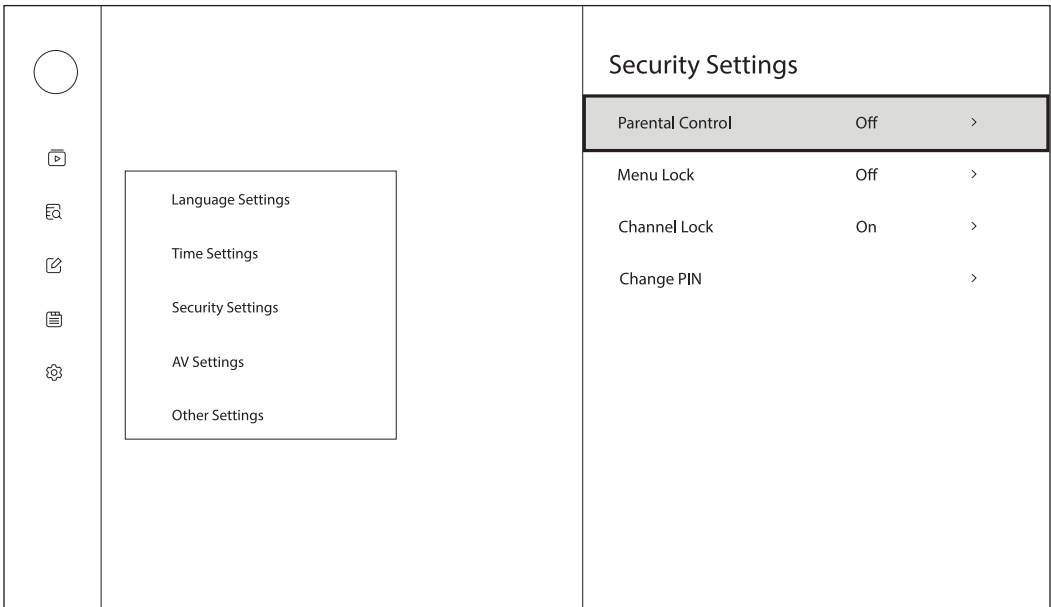 Language Settings
Time Settings
Security Settings
AV Settings
Other Settings
Security Settings
Parental Control Off >
Menu Lock Off >
Channel Lock On >
Change PIN >